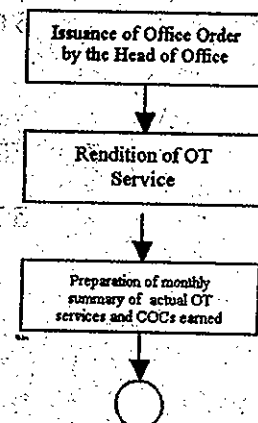 Issuance of Office Order
by the Head of Office
Rendition of OT
Service
Preparation of monthly
summary of actual OT
services and COCs earned